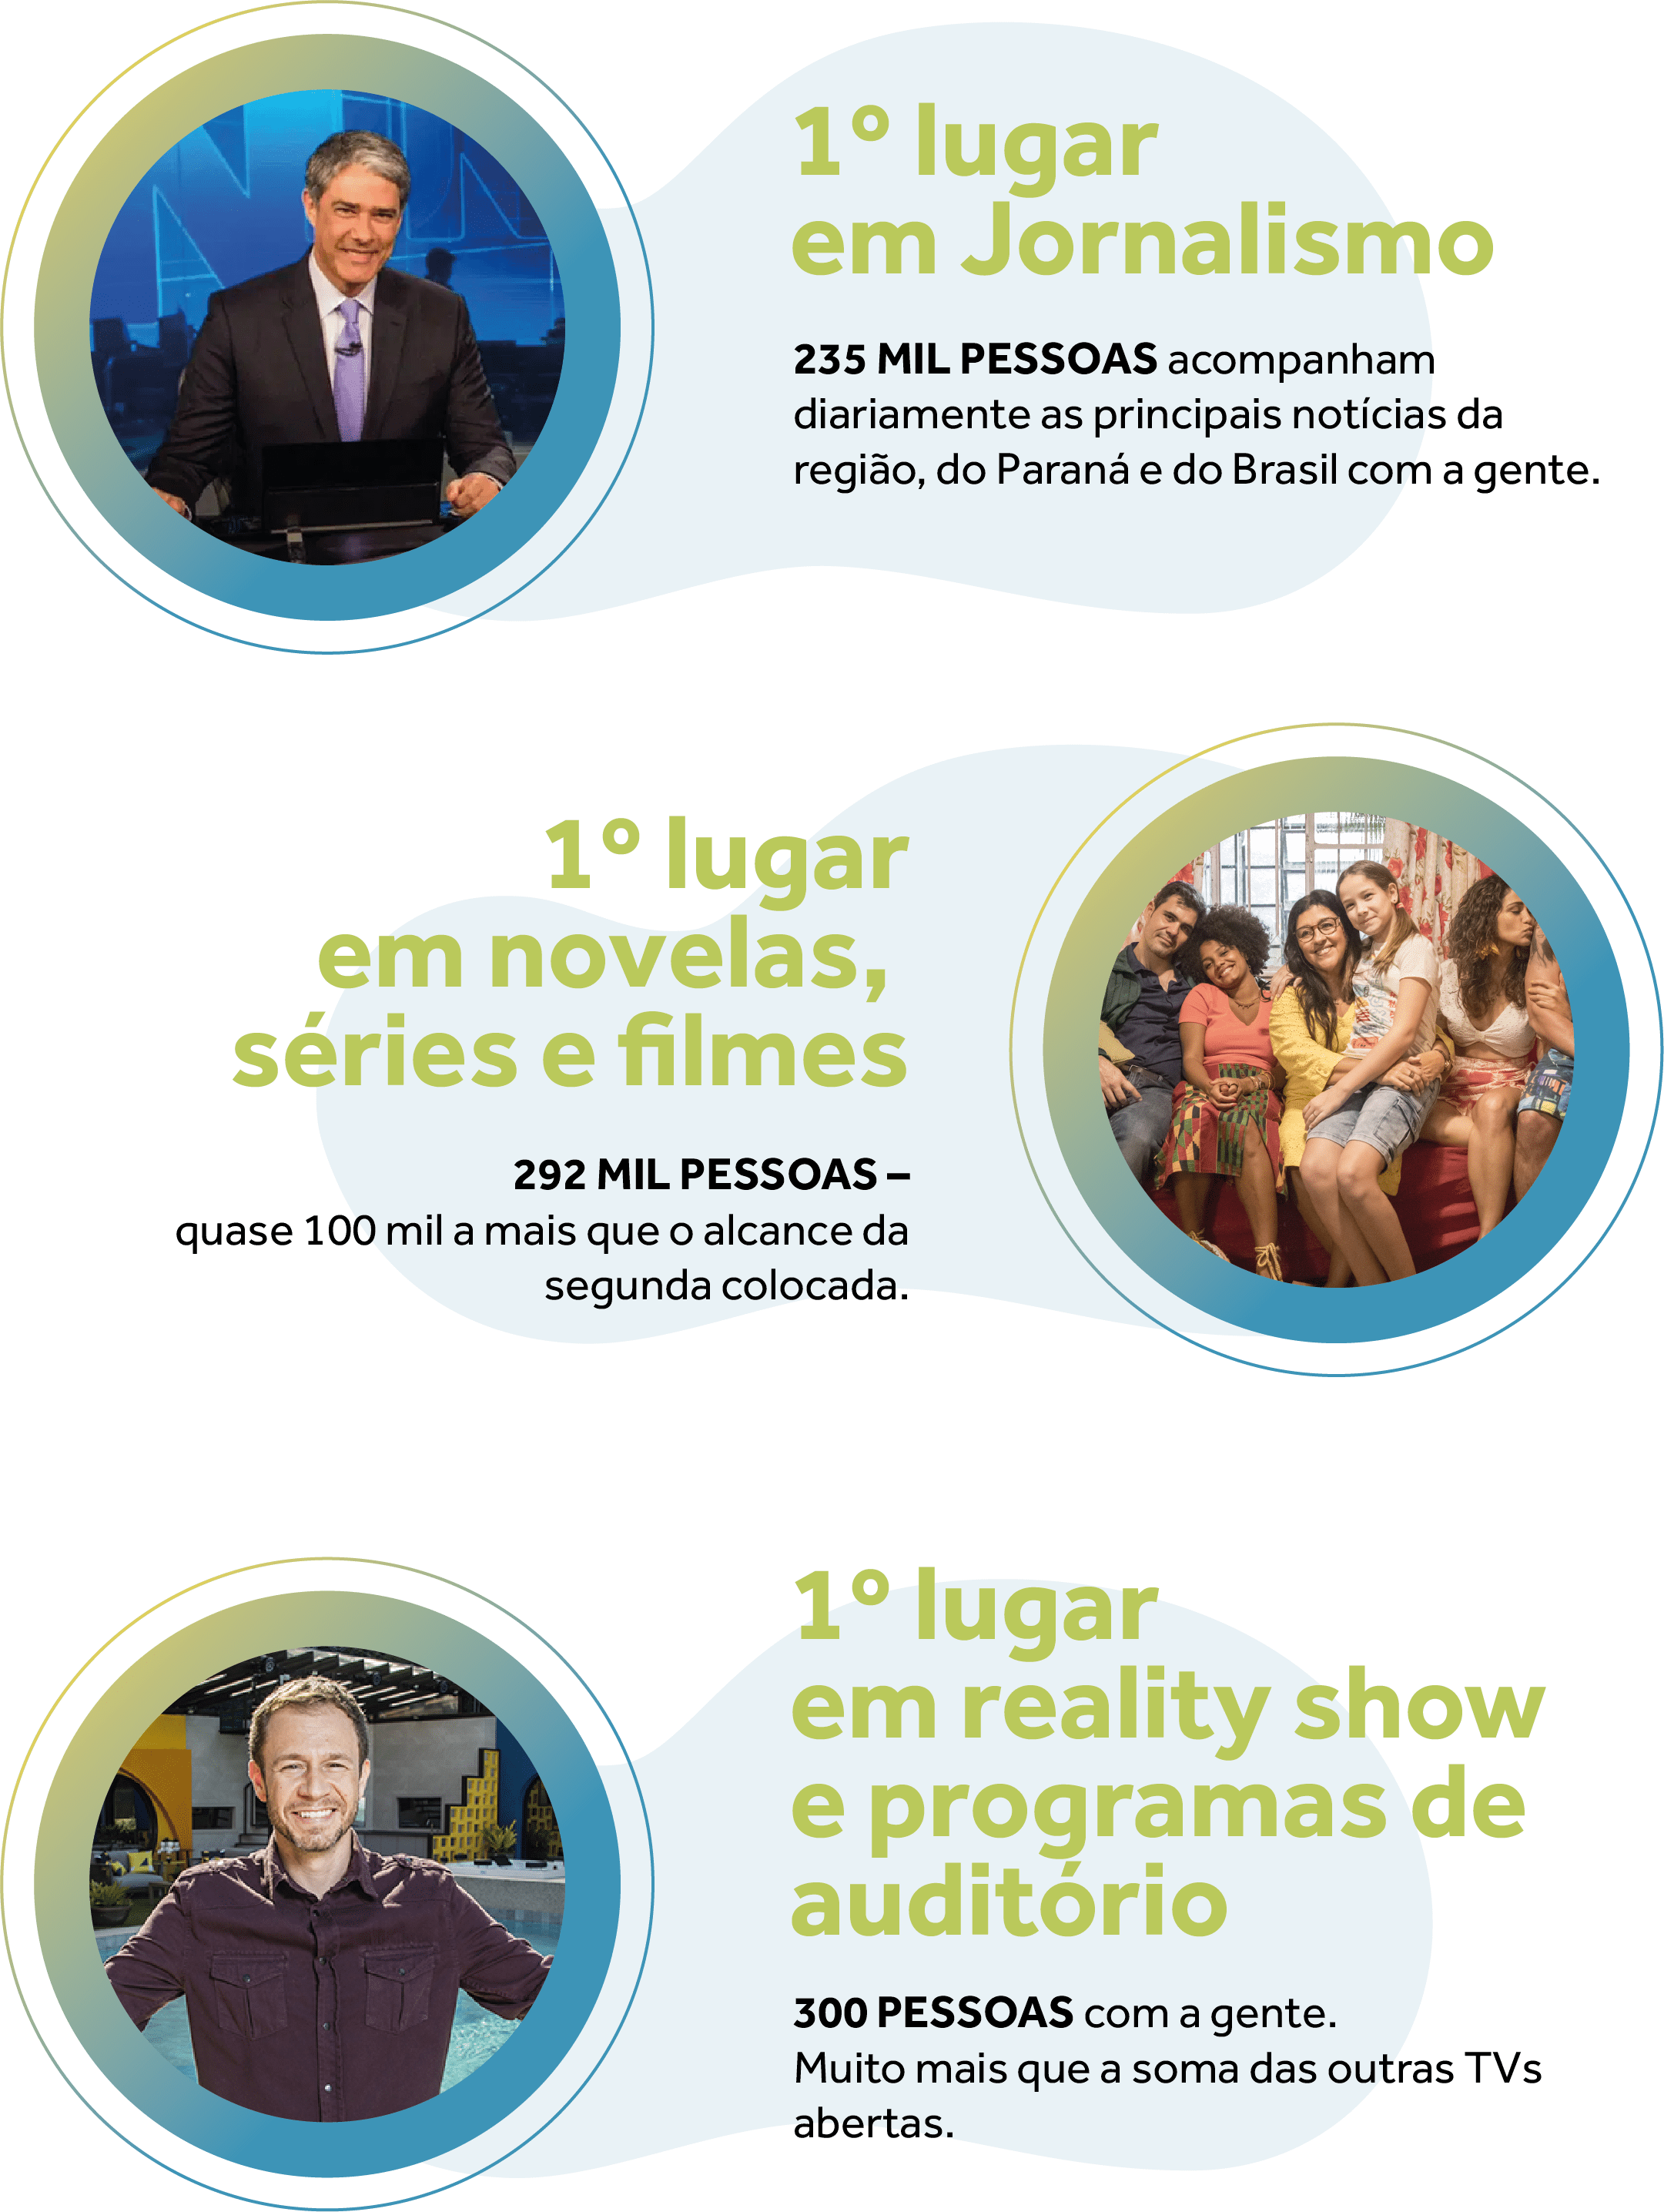 1º lugar
em Jornalismo
235 MIL PESSOAS acompanham
diariamente as principais notícias da
região, do Paraná e do Brasil com a gente.
1º lugar
em novelas,
séries e filmes
292 MIL PESSOAS –
quase 100 mil a mais que o alcance da
segunda colocada.
1º lugar
em reality show
e programas de
auditório
300 PESSOAS com a gente.
Muito mais que a soma das outras TVs
abertas.